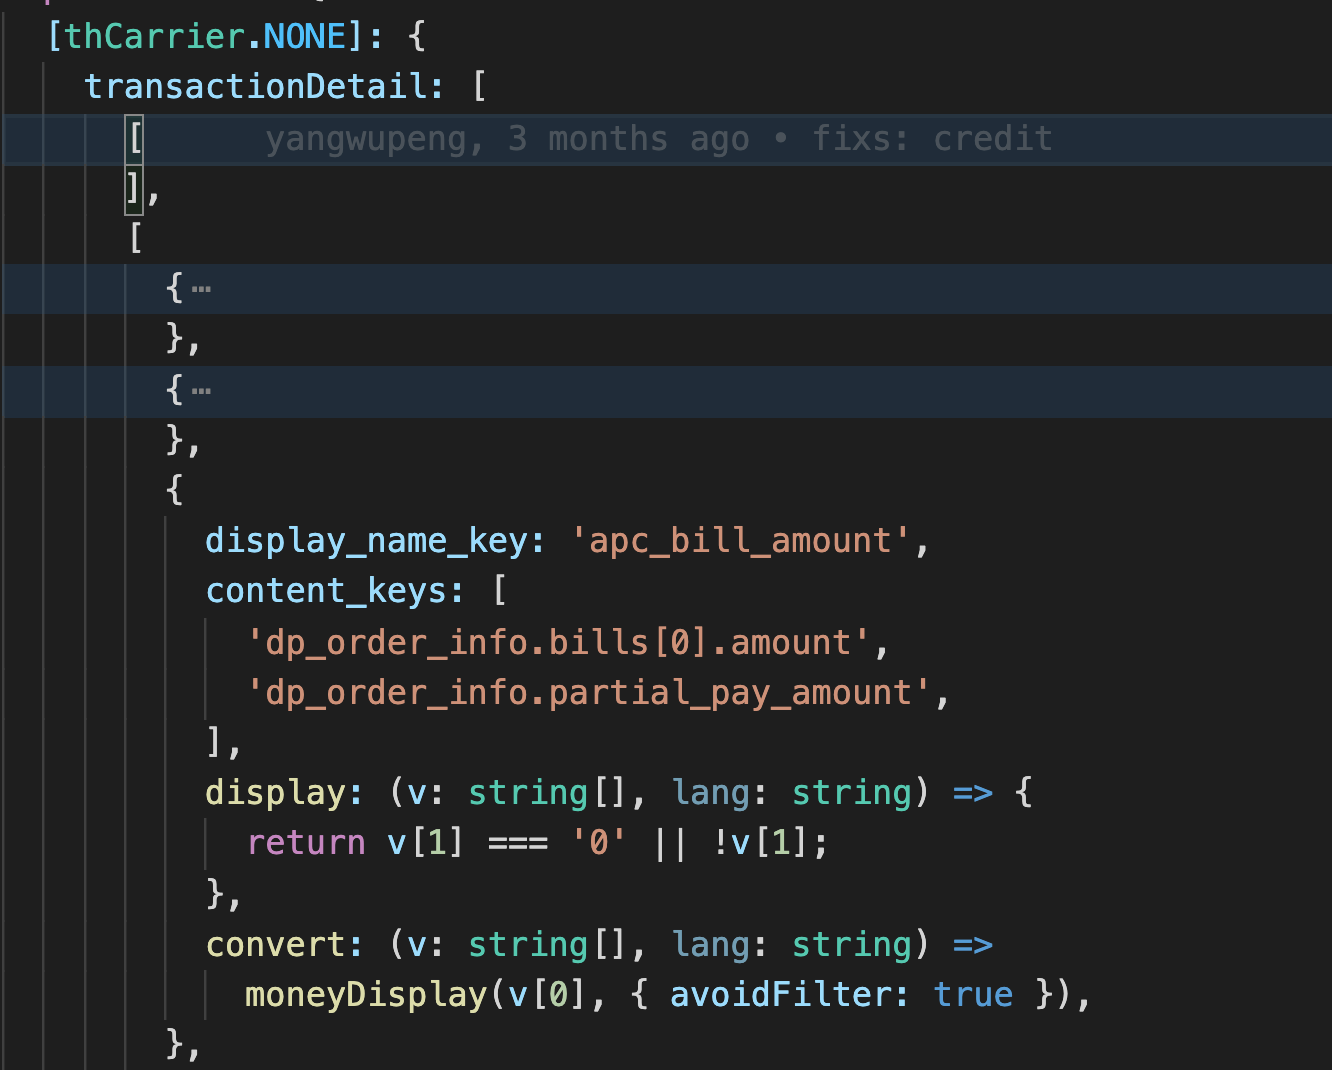 [thCarrier.NONE]: {
transactionDetail: [
[ yangwupeng, 3 months ago • fixs: credit
],
[
{ ⋯
},
{ ⋯
},
{
display_name_key: 'apc_bill_amount',
content_keys: [
'dp_order_info.bills[0].amount',
'dp_order_info.partial_pay_amount',
],
display: (v: string[], lang: string) => {
return v[1] === '0' || !v[1];
},
convert: (v: string[], lang: string) =>
moneyDisplay(v[0], { avoidFilter: true }),
},